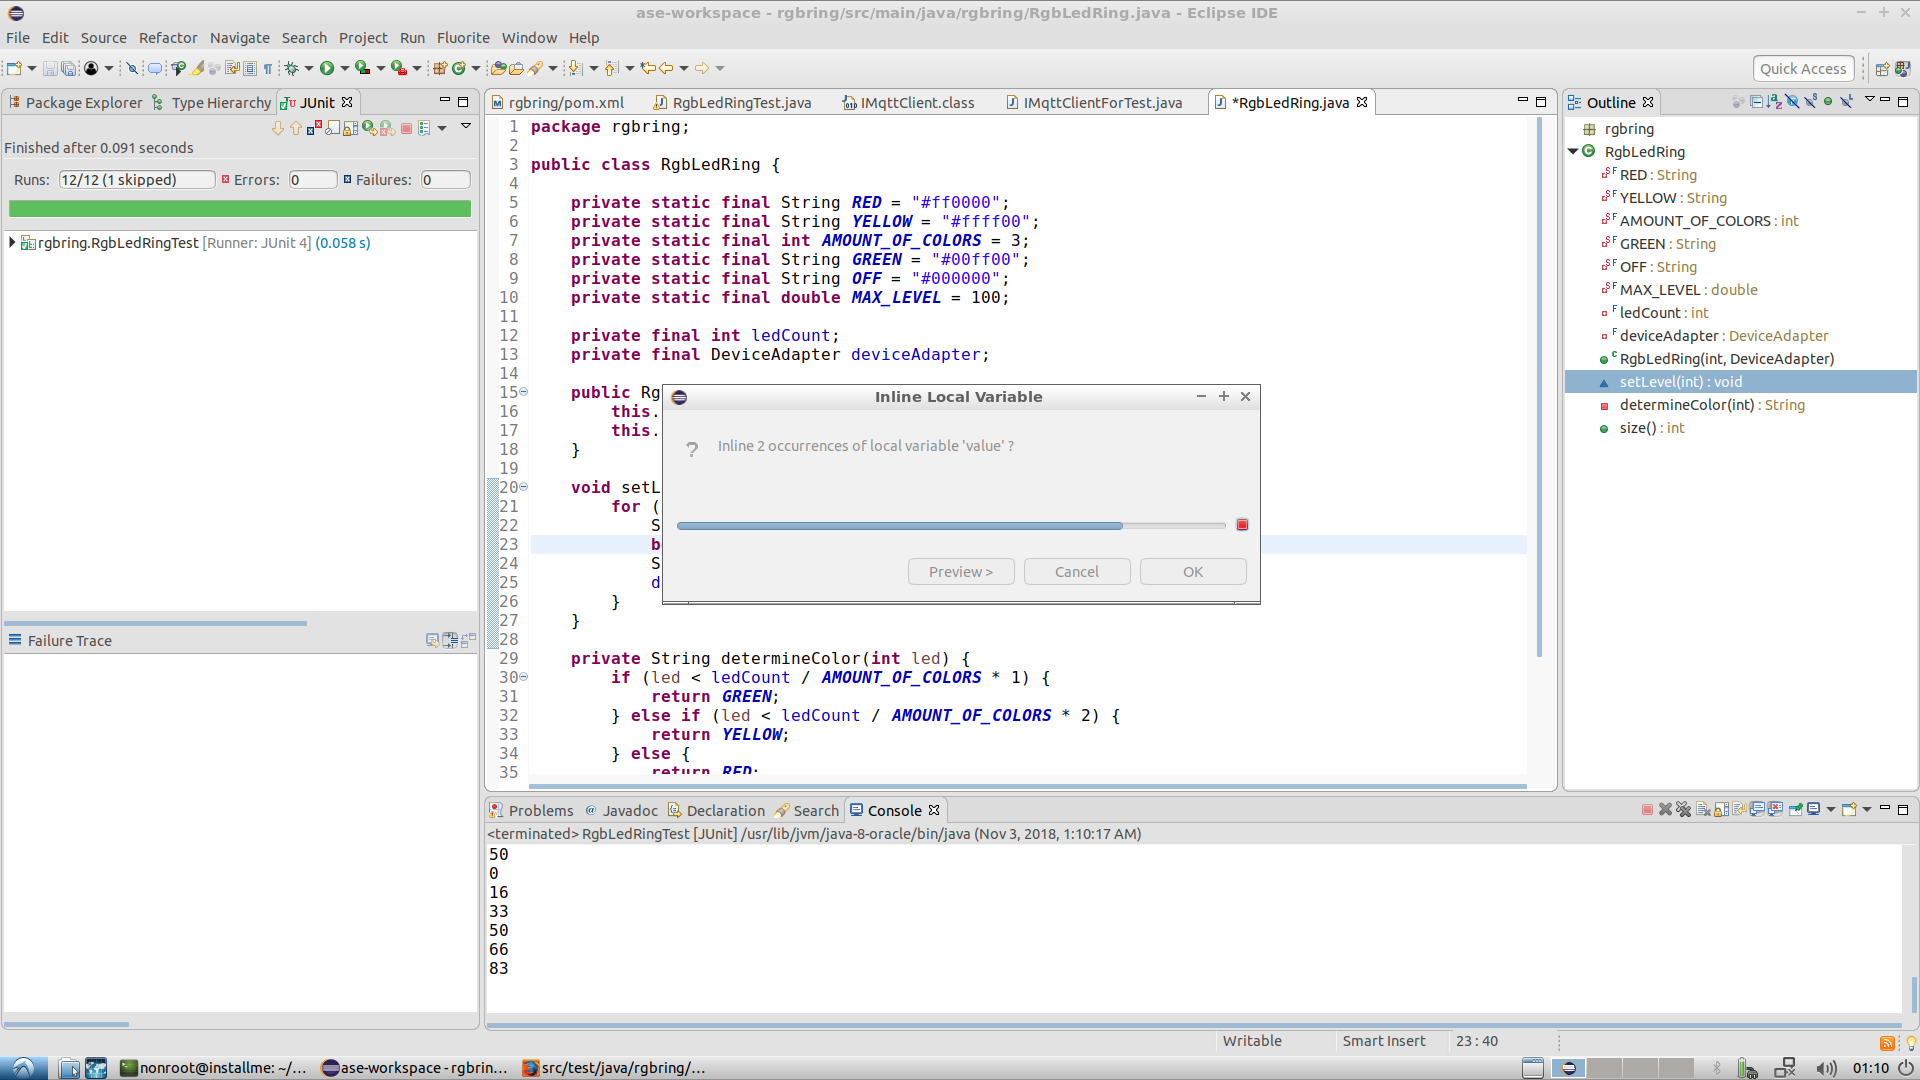 ase-workspace - rgbring/src/main/java/rgbring/RgbLedRing.java - Eclipse IDE
File Edit Source Refactor Navigate Search Project Run Fluorite Window Help
Quick Access
Package Explorer Type Hierarchy JUnit
Finished after 0.091 seconds
Runs: 12/12 (1 skipped) Errors: 0 Failures: 0
rgbring.RgbLedRingTest [Runner: JUnit 4] (0.058 s)
Failure Trace
rgbring/pom.xml RgbLedRingTest.java IMqttClient.class IMqttClientForTest.java *RgbLedRing.java
1 package rgbring;
2
3 public class RgbLedRing {
4
5 private static final String RED = "#ff0000";
6 private static final String YELLOW = "#ffff00";
7 private static final int AMOUNT_OF_COLORS = 3;
8 private static final String GREEN = "#00ff00";
9 private static final String OFF = "#000000";
10 private static final double MAX_LEVEL = 100;
11
12 private final int ledCount;
13 private final DeviceAdapter deviceAdapter;
14
15 public Rg
16 this.
17 this.
18 }
19
20 void setL
21 for (
22 S
23 b
24 S
25 d
26 }
27 }
28
29 private String determineColor(int led) {
30 if (led < ledCount / AMOUNT_OF_COLORS * 1) {
31 return GREEN;
32 } else if (led < ledCount / AMOUNT_OF_COLORS * 2) {
33 return YELLOW;
34 } else {
35 return RED;
Inline Local Variable
Inline 2 occurrences of local variable 'value' ?
Preview > Cancel OK
Outline
rgbring
RgbLedRing
RED : String
YELLOW : String
AMOUNT_OF_COLORS : int
GREEN : String
OFF : String
MAX_LEVEL : double
ledCount : int
deviceAdapter : DeviceAdapter
RgbLedRing(int, DeviceAdapter)
setLevel(int) : void
determineColor(int) : String
size() : int
Problems Javadoc Declaration Search Console
<terminated> RgbLedRingTest [JUnit] /usr/lib/jvm/java-8-oracle/bin/java (Nov 3, 2018, 1:10:17 AM)
50
0
16
33
50
66
83
Writable Smart Insert 23 : 40
nonroot@installme: ~/... ase-workspace - rgbrin... src/test/java/rgbring/... 01:10